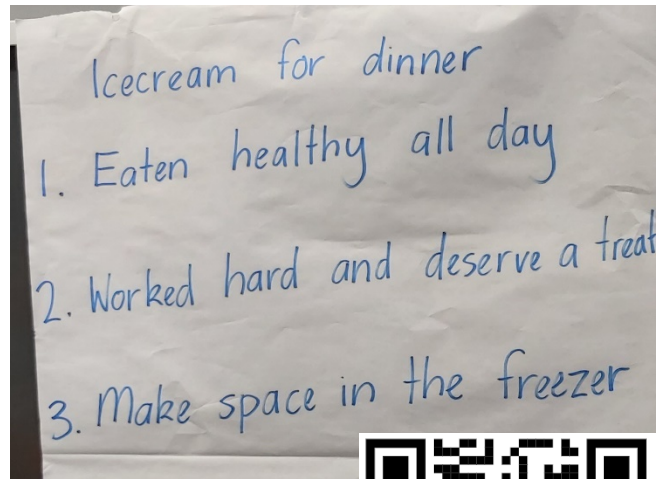 Icecream for dinner
1. Eaten healthy all day
2. Worked hard and deserve a treat
3. Make space in the freezer